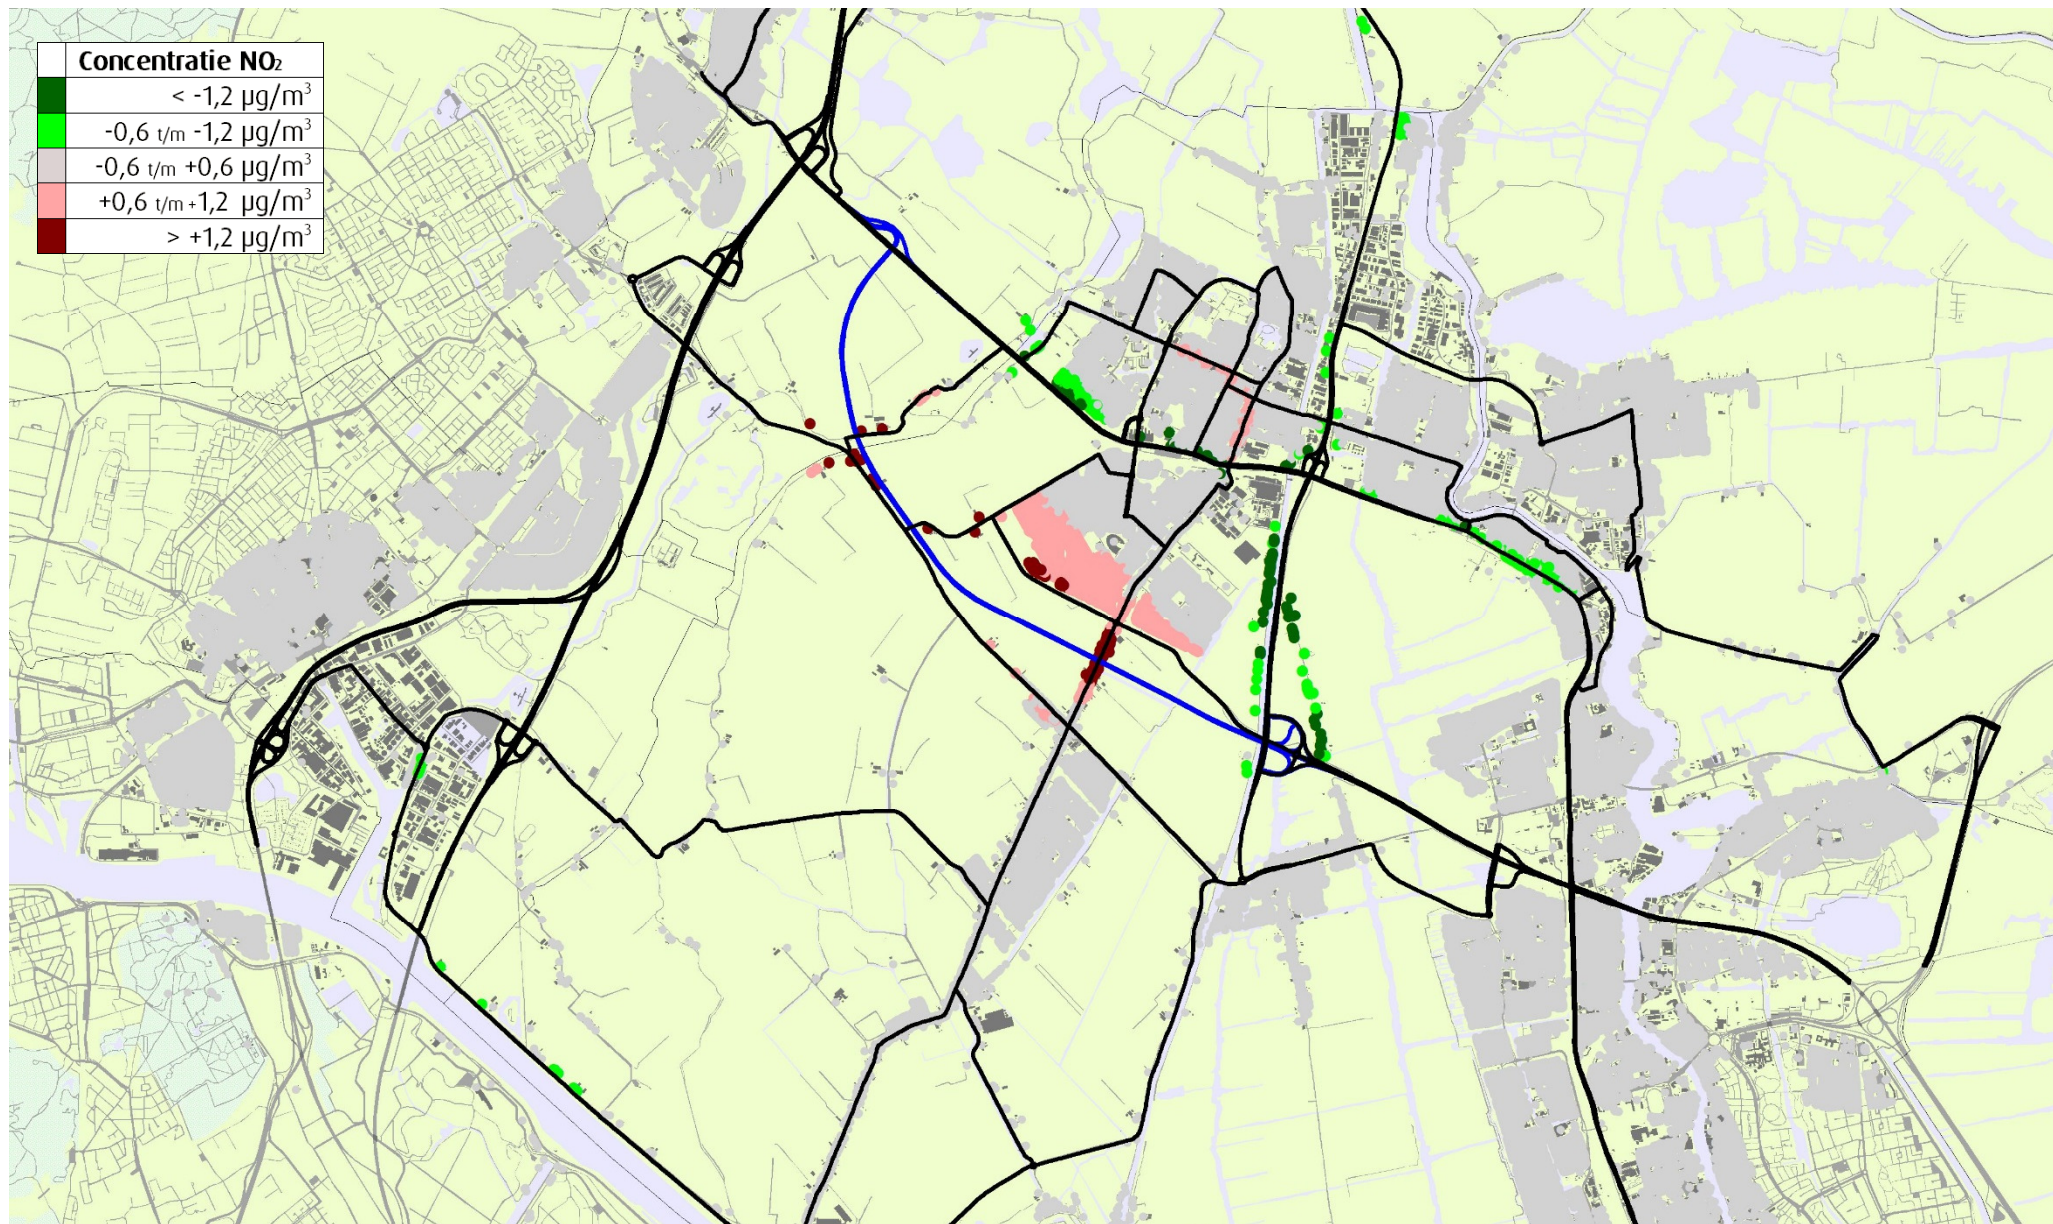 Concentratie NO₂
< -1,2 µg/m³
-0,6 t/m -1,2 µg/m³
-0,6 t/m +0,6 µg/m³
+0,6 t/m +1,2 µg/m³
> +1,2 µg/m³